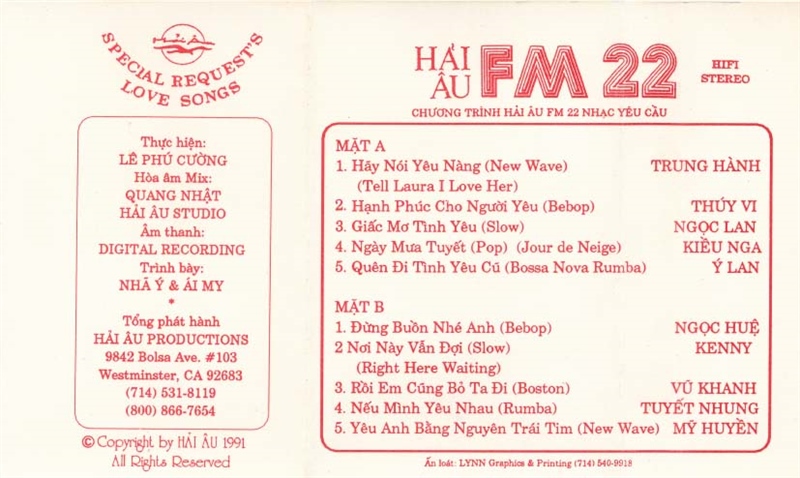 SPECIAL REQUEST'S
LOVE SONGS
Thực hiện:
LÊ PHÚ CƯỜNG
Hòa âm Mix:
QUANG NHẬT
HẢI ÂU STUDIO
Âm thanh:
DIGITAL RECORDING
Trình bày:
NHÃ Ý & ÁI MY
*
Tổng phát hành
HẢI ÂU PRODUCTIONS
9842 Bolsa Ave. #103
Westminster, CA 92683
(714) 531-8119
(800) 866-7654
© Copyright by HẢI ÂU 1991
All Rights Reserved
HẢI ÂU FM 22
HIFI
STEREO
CHƯƠNG TRÌNH HẢI ÂU FM 22 NHẠC YÊU CẦU
MẶT A
1. Hãy Nói Yêu Nàng (New Wave) TRUNG HÀNH
(Tell Laura I Love Her)
2. Hạnh Phúc Cho Người Yêu (Bebop) THÚY VI
3. Giấc Mơ Tình Yêu (Slow) NGỌC LAN
4. Ngày Mưa Tuyết (Pop) (Jour de Neige) KIỀU NGA
5. Quên Đi Tình Yêu Cũ (Bossa Nova Rumba) Ý LAN
MẶT B
1. Đừng Buồn Nhé Anh (Bebop) NGỌC HUỆ
2 Nơi Này Vẫn Đợi (Slow) KENNY
(Right Here Waiting)
3. Rồi Em Cũng Bỏ Ta Đi (Boston) VŨ KHANH
4. Nếu Mình Yêu Nhau (Rumba) TUYẾT NHUNG
5. Yêu Anh Bằng Nguyên Trái Tim (New Wave) MỸ HUYỀN
Ấn loát: LYNN Graphics & Printing (714) 540-9918